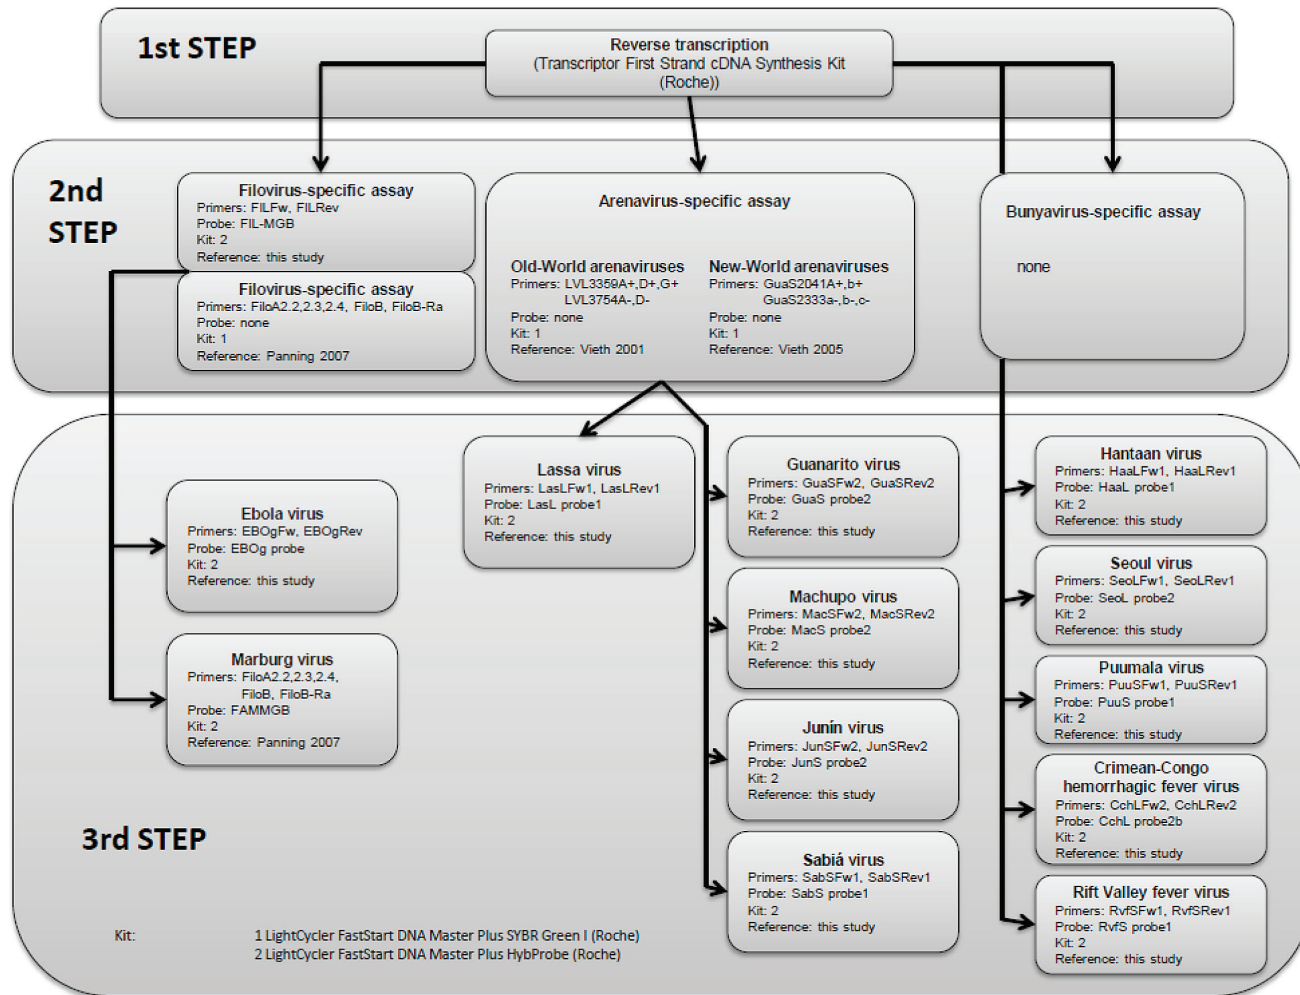 1st STEP
Reverse transcription
(Transcriptor First Strand cDNA Synthesis Kit
(Roche))
2nd
STEP
Filovirus-specific assay
Primers: FILFw, FILRev
Probe: FIL-MGB
Kit: 2
Reference: this study
Filovirus-specific assay
Primers: FiloA2.2,2.3,2.4, FiloB, FiloB-Ra
Probe: none
Kit: 1
Reference: Panning 2007
Arenavirus-specific assay
Old-World arenaviruses
Primers: LVL3359A+,D+,G+
LVL3754A-,D-
Probe: none
Kit: 1
Reference: Vieth 2001
New-World arenaviruses
Primers: GuaS2041A+,b+
GuaS2333a-,b-,c-
Probe: none
Kit: 1
Reference: Vieth 2005
Bunyavirus-specific assay
none
3rd STEP
Ebola virus
Primers: EBOgFw, EBOgRev
Probe: EBOg probe
Kit: 2
Reference: this study
Marburg virus
Primers: FiloA2.2,2.3,2.4,
FiloB, FiloB-Ra
Probe: FAMMGB
Kit: 2
Reference: Panning 2007
Lassa virus
Primers: LasLFw1, LasLRev1
Probe: LasL probe1
Kit: 2
Reference: this study
Guanarito virus
Primers: GuaSFw2, GuaSRev2
Probe: GuaS probe2
Kit: 2
Reference: this study
Machupo virus
Primers: MacSFw2, MacSRev2
Probe: MacS probe2
Kit: 2
Reference: this study
Junín virus
Primers: JunSFw2, JunSRev2
Probe: JunS probe2
Kit: 2
Reference: this study
Sabiá virus
Primers: SabSFw1, SabSRev1
Probe: SabS probe1
Kit: 2
Reference: this study
Hantaan virus
Primers: HaaLFw1, HaaLRev1
Probe: HaaL probe1
Kit: 2
Reference: this study
Seoul virus
Primers: SeoLFw1, SeoLRev1
Probe: SeoL probe2
Kit: 2
Reference: this study
Puumala virus
Primers: PuuSFw1, PuuSRev1
Probe: PuuS probe1
Kit: 2
Reference: this study
Crimean-Congo
hemorrhagic fever virus
Primers: CchLFw2, CchLRev2
Probe: CchL probe2b
Kit: 2
Reference: this study
Rift Valley fever virus
Primers: RvfSFw1, RvfSRev1
Probe: RvfS probe1
Kit: 2
Reference: this study
Kit: 1 LightCycler FastStart DNA Master Plus SYBR Green I (Roche)
2 LightCycler FastStart DNA Master Plus HybProbe (Roche)